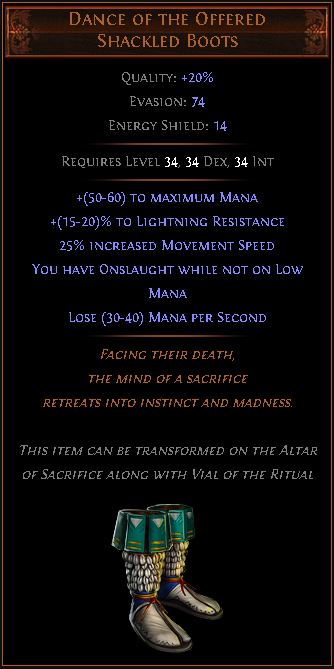 Dance of the Offered
Shackled Boots
Quality: +20%
Evasion: 74
Energy Shield: 14
Requires Level 34, 34 Dex, 34 Int
+(50-60) to maximum Mana
+(15-20)% to Lightning Resistance
25% increased Movement Speed
You have Onslaught while not on Low
Mana
Lose (30-40) Mana per Second
Facing their death,
the mind of a sacrifice
retreats into instinct and madness.
This item can be transformed on the Altar
of Sacrifice along with Vial of the Ritual